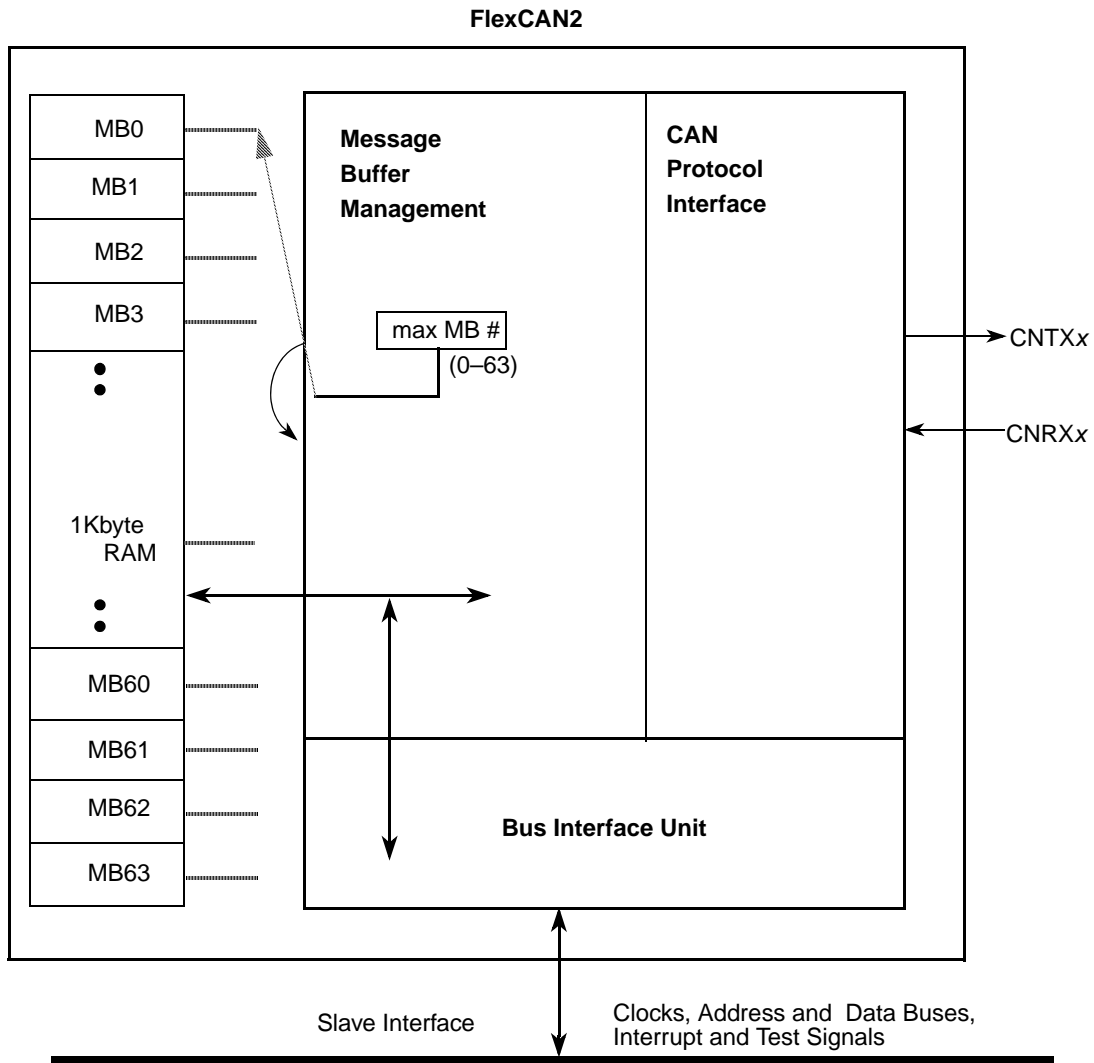 FlexCAN2
MB0
MB1
MB2
MB3
1Kbyte
RAM
MB60
MB61
MB62
MB63
Message
Buffer
Management
max MB #
(0–63)
CAN
Protocol
Interface
CNTXx
CNRXx
Bus Interface Unit
Slave Interface
Clocks, Address and Data Buses,
Interrupt and Test Signals